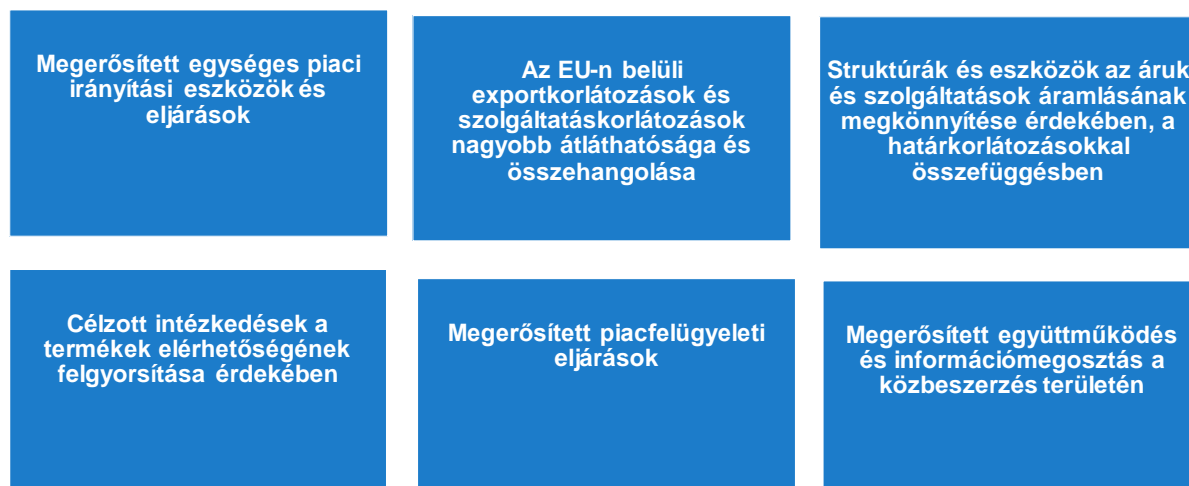 Megerősített egységes piaci
irányítási eszközök és
eljárások
Az EU-n belüli
exportkorlátozások és
szolgáltatáskorlátozások
nagyobb átláthatósága és
összehangolása
Struktúrák és eszközök az áruk
és szolgáltatások áramlásának
megkönnyítése érdekében, a
határkorlátozásokkal
összefüggésben
Célzott intézkedések a
termékek elérhetőségének
felgyorsítása érdekében
Megerősített piacfelügyeleti
eljárások
Megerősített együttműködés
és információmegosztás a
közbeszerzés területén